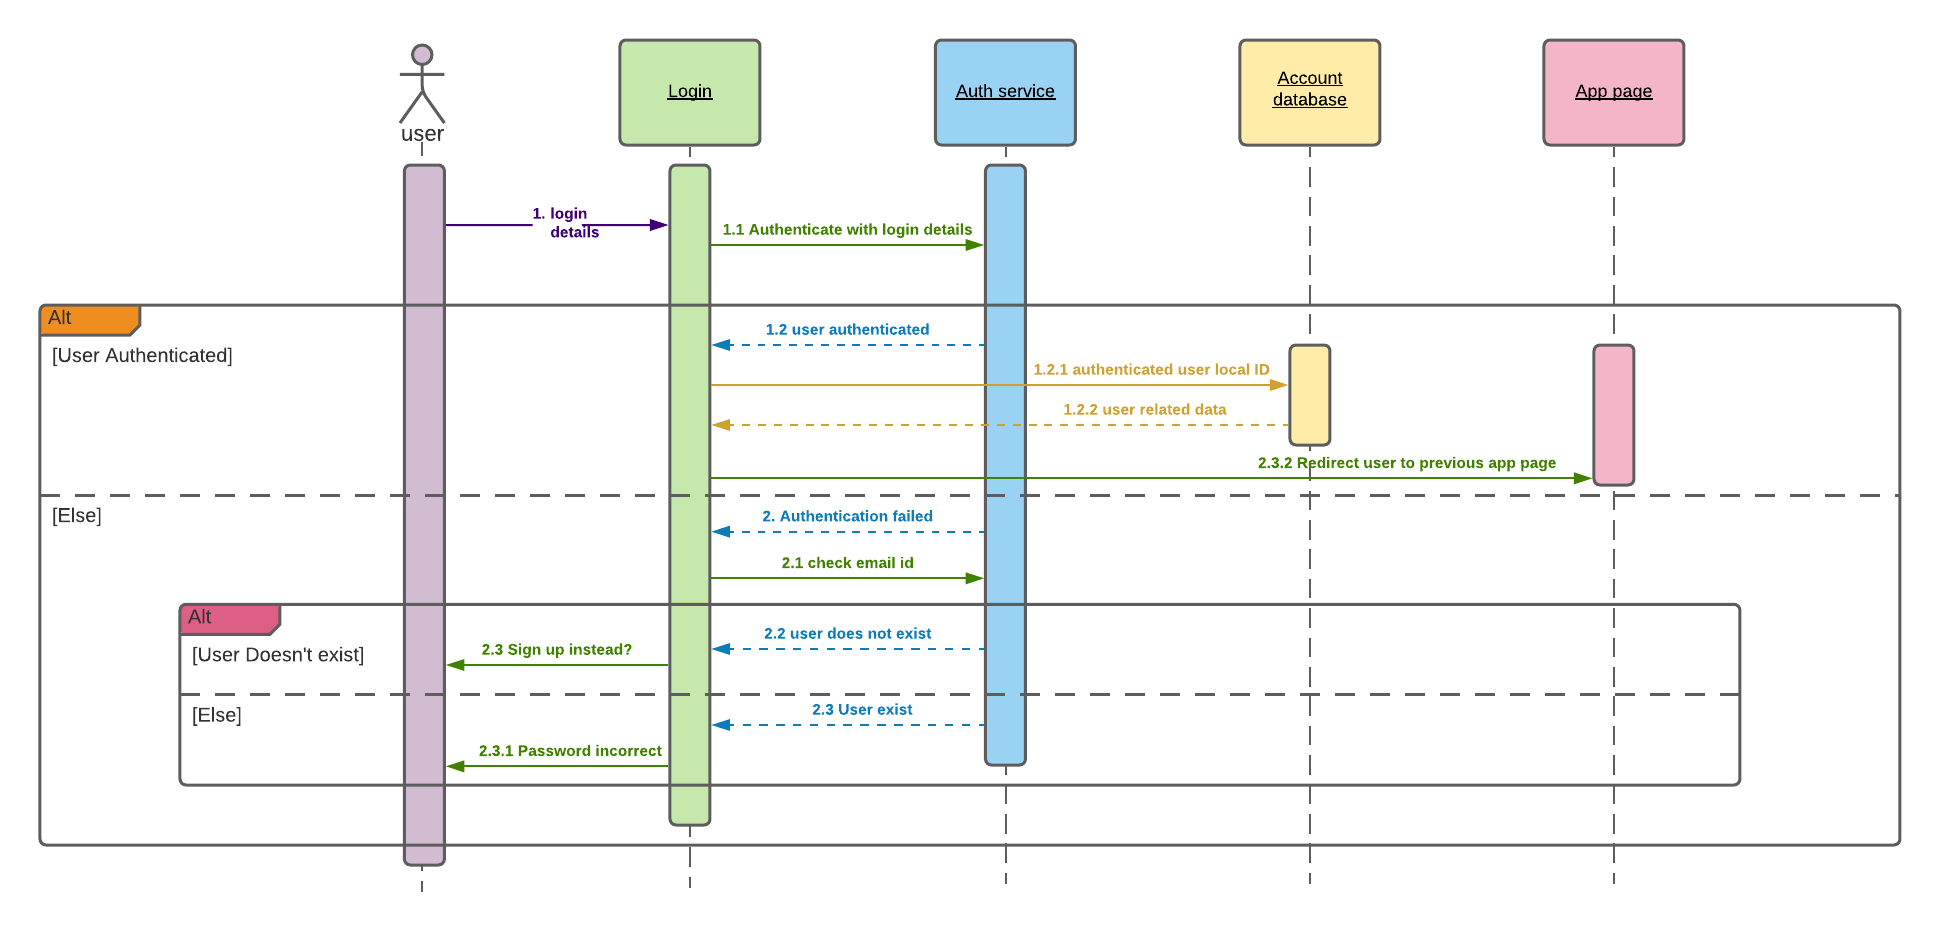 user
Login
Auth service
Account
database
App page
1. login
details
1.1 Authenticate with login details
Alt
[User Authenticated]
1.2 user authenticated
1.2.1 authenticated user local ID
1.2.2 user related data
2.3.2 Redirect user to previous app page
[Else]
2. Authentication failed
2.1 check email id
Alt
[User Doesn't exist]
2.2 user does not exist
2.3 Sign up instead?
[Else]
2.3 User exist
2.3.1 Password incorrect